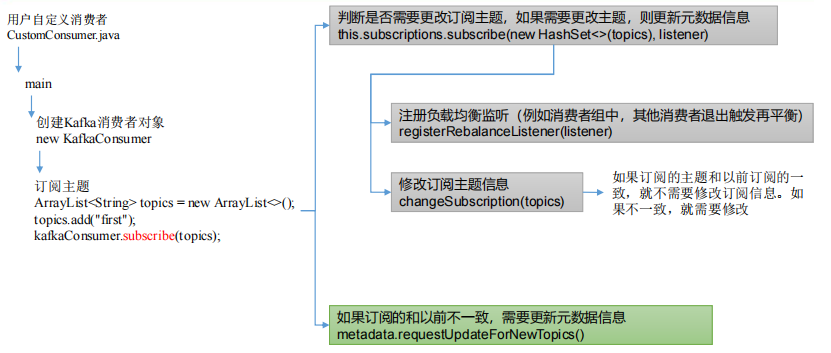 用户自定义消费者
CustomConsumer.java
main
创建Kafka消费者对象
new KafkaConsumer
订阅主题
ArrayList<String> topics = new ArrayList<>();
topics.add("first");
kafkaConsumer.subscribe(topics);
判断是否需要更改订阅主题，如果需要更改主题，则更新元数据信息
this.subscriptions.subscribe(new HashSet<>(topics), listener)
注册负载均衡监听（例如消费者组中，其他消费者退出触发再平衡）
registerRebalanceListener(listener)
修改订阅主题信息
changeSubscription(topics)
如果订阅的主题和以前订阅的一
致，就不需要修改订阅信息。如
果不一致，就需要修改
如果订阅的和以前不一致，需要更新元数据信息
metadata.requestUpdateForNewTopics()